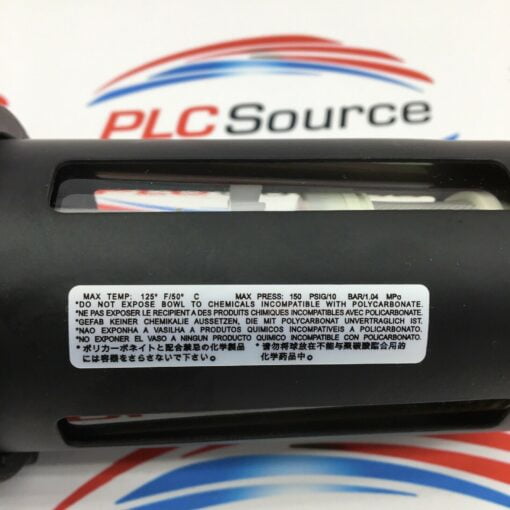 PLC Source
MAX TEMP: 125° F/50° C MAX PRESS: 150 PSIG/10 BAR/1.04 MPa
*DO NOT EXPOSE BOWL TO CHEMICALS INCOMPATIBLE WITH POLYCARBONATE.
*NE PAS EXPOSER LE RECIPIENT A DES PRODUITS CHIMIQUES INCOMPATIBLES AVEC POLYCARBONATE.
*GEFAB KEINER CHEMIKALIE AUSSETZEN, DIE MIT POLYCARBONAT UNVERTRAGLICH IST.
*NAO EXPONHA A VASILHA A PRODUTOS QUIMICOS INCOMPATIVEIS A POLICARBONATO.
*NO EXPONER EL VASO A NINGUN PRODUCTO QUIMICO INCOMPATIBLE CON POLICARBONATO.
*ポリカーボネイトと配合禁忌の化学製品 *请勿将球放在不能与聚碳酸酯合用的
には容器をさらさないで下さい。 化学药品中。